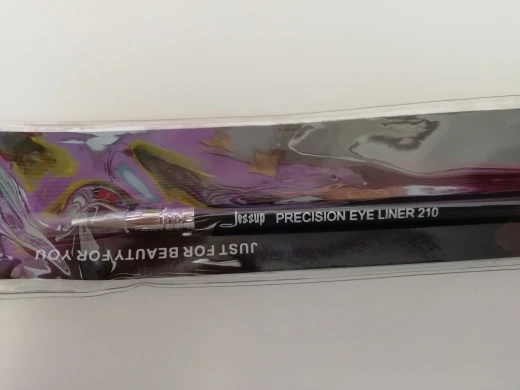 Jessup PRECISION EYE LINER 210
JUST FOR BEAUTY FOR YOU